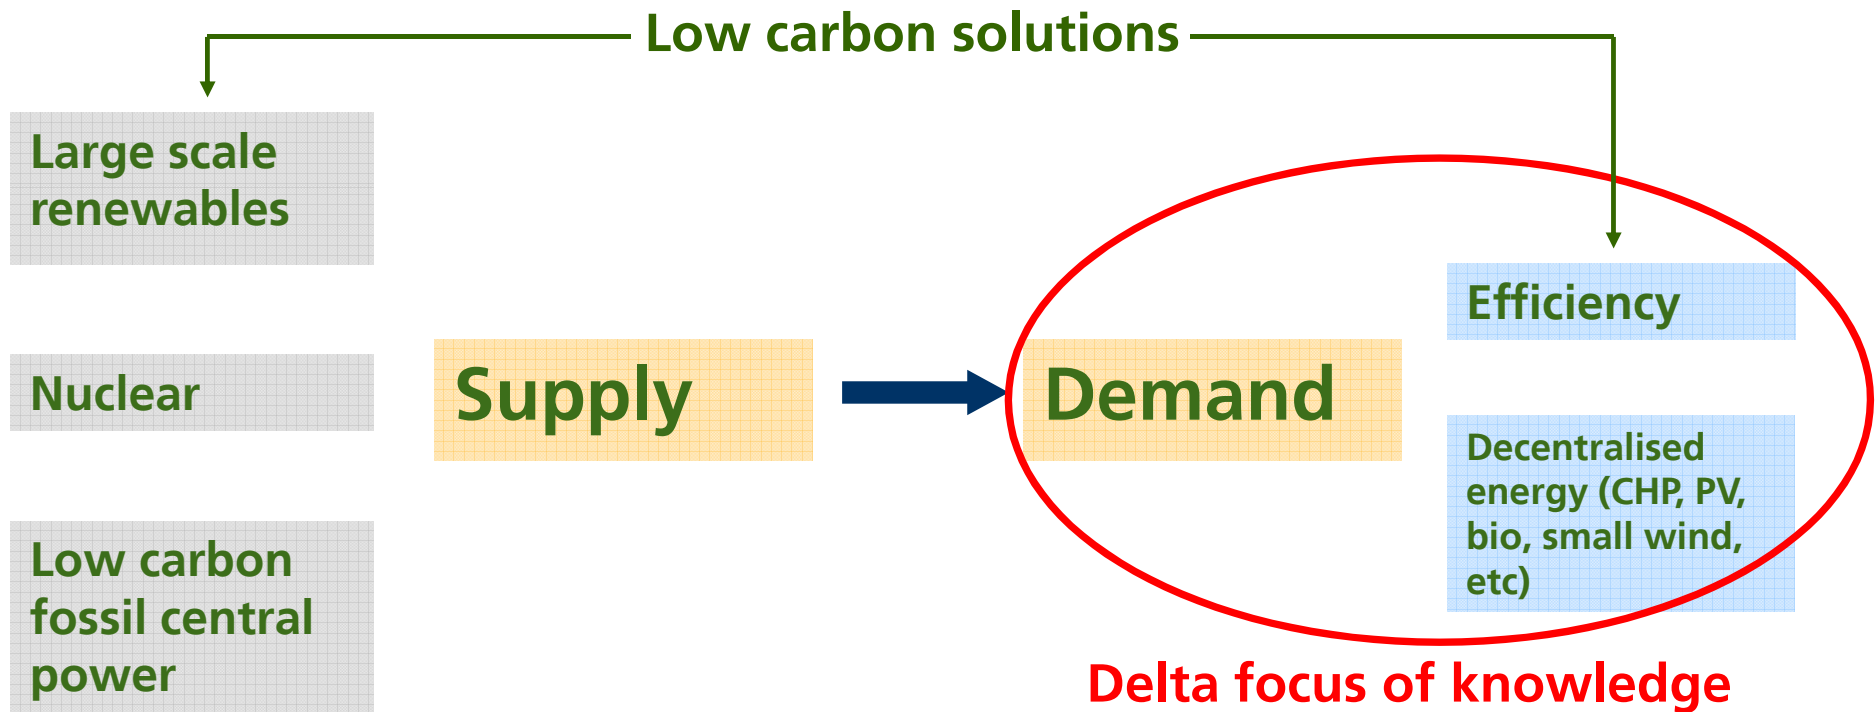 Low carbon solutions
Large scale
renewables
Nuclear
Low carbon
fossil central
power
Supply
Demand
Efficiency
Decentralised
energy (CHP, PV,
bio, small wind,
etc)
Delta focus of knowledge